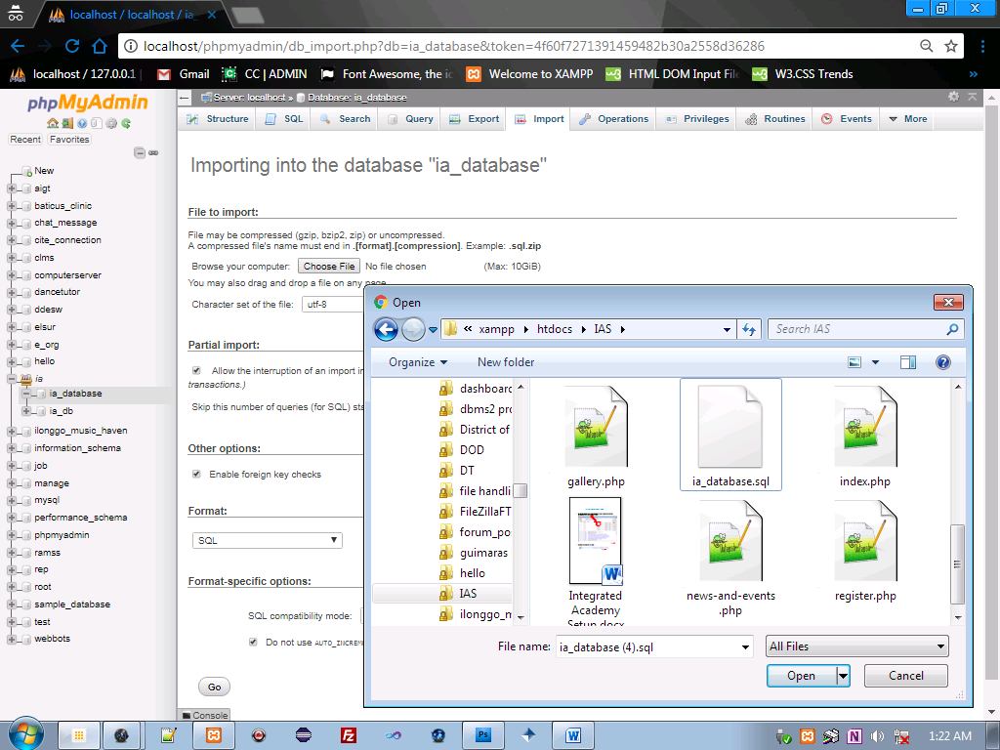 localhost / localhost / ia_
localhost/phpmyadmin/db_import.php?db=ia_database&token=4f60f7271391459482b30a2558d36286
localhost / 127.0.0.1
Gmail
CC | ADMIN
Font Awesome, the ic
Welcome to XAMPP
HTML DOM Input File
W3.CSS Trends
phpMyAdmin
Recent
Favorites
New
aigt
baticus_clinic
chat_message
cite_connection
clms
computerserver
dancetutor
ddesw
elsur
e_org
hello
ia
ia_database
ia_db
ilonggo_music_haven
information_schema
job
manage
mysql
performance_schema
phpmyadmin
ramss
rep
root
sample_database
test
webbots
Server: localhost » Database: ia_database
Structure
SQL
Search
Query
Export
Import
Operations
Privileges
Routines
Events
More
Importing into the database "ia_database"
File to import:
File may be compressed (gzip, bzip2, zip) or uncompressed.
A compressed file's name must end in .[format].[compression]. Example: .sql.zip
Browse your computer: Choose File No file chosen (Max: 10GiB)
You may also drag and drop a file on any page.
Character set of the file: utf-8
Partial import:
Allow the interruption of an import in
transactions.)
Skip this number of queries (for SQL) sta
Other options:
Enable foreign key checks
Format:
SQL
Format-specific options:
SQL compatibility mode:
Do not use AUTO_INCREM
Go
Console
Open
« xampp htdocs IAS
Search IAS
Organize
New folder
dashboard
dbms2 pro
District of
DOD
DT
file handli
FileZillaFT
forum_po
guimaras
hello
IAS
ilonggo_m
gallery.php
ia_database.sql
index.php
Integrated
Academy
Setup.docx
news-and-events
.php
register.php
File name: ia_database (4).sql
All Files
Open
Cancel
1:22 AM